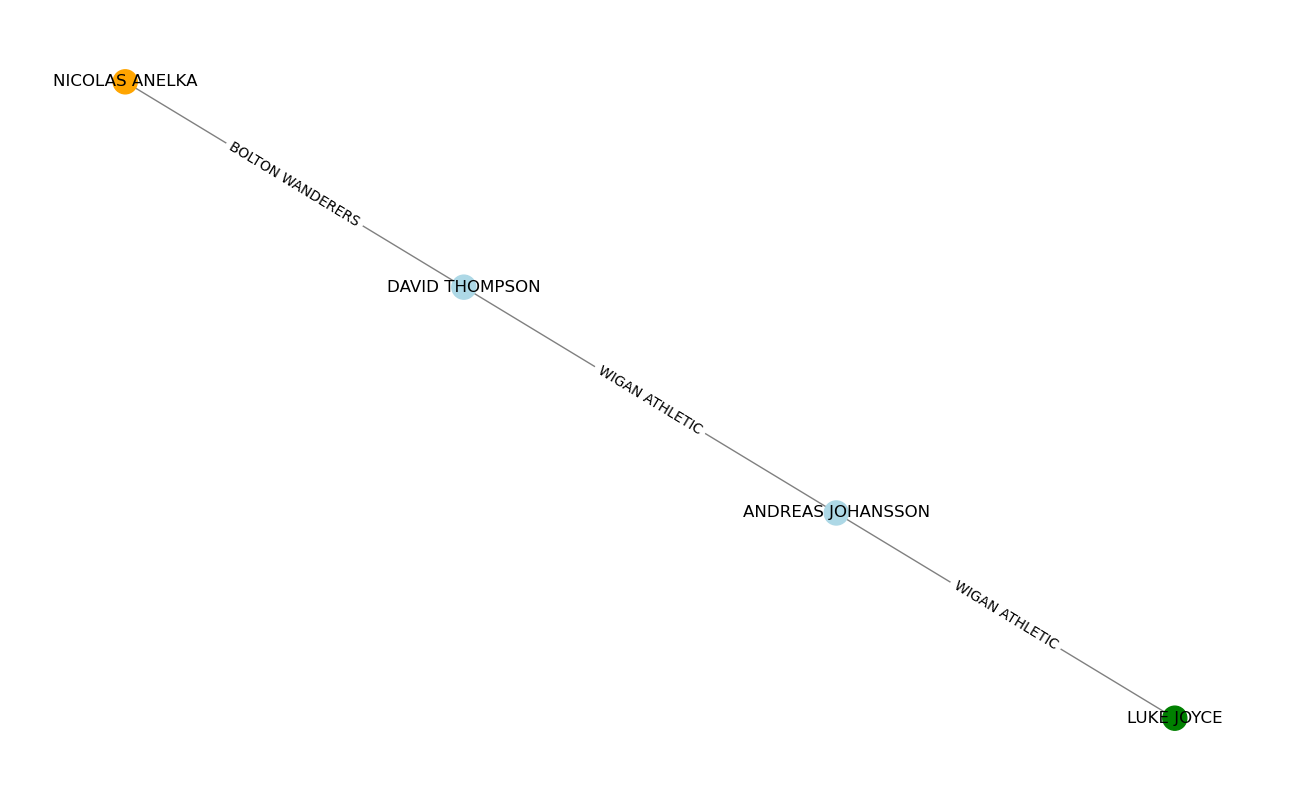 NICOLAS ANELKA
BOLTON WANDERERS
DAVID THOMPSON
WIGAN ATHLETIC
ANDREAS JOHANSSON
WIGAN ATHLETIC
LUKE JOYCE